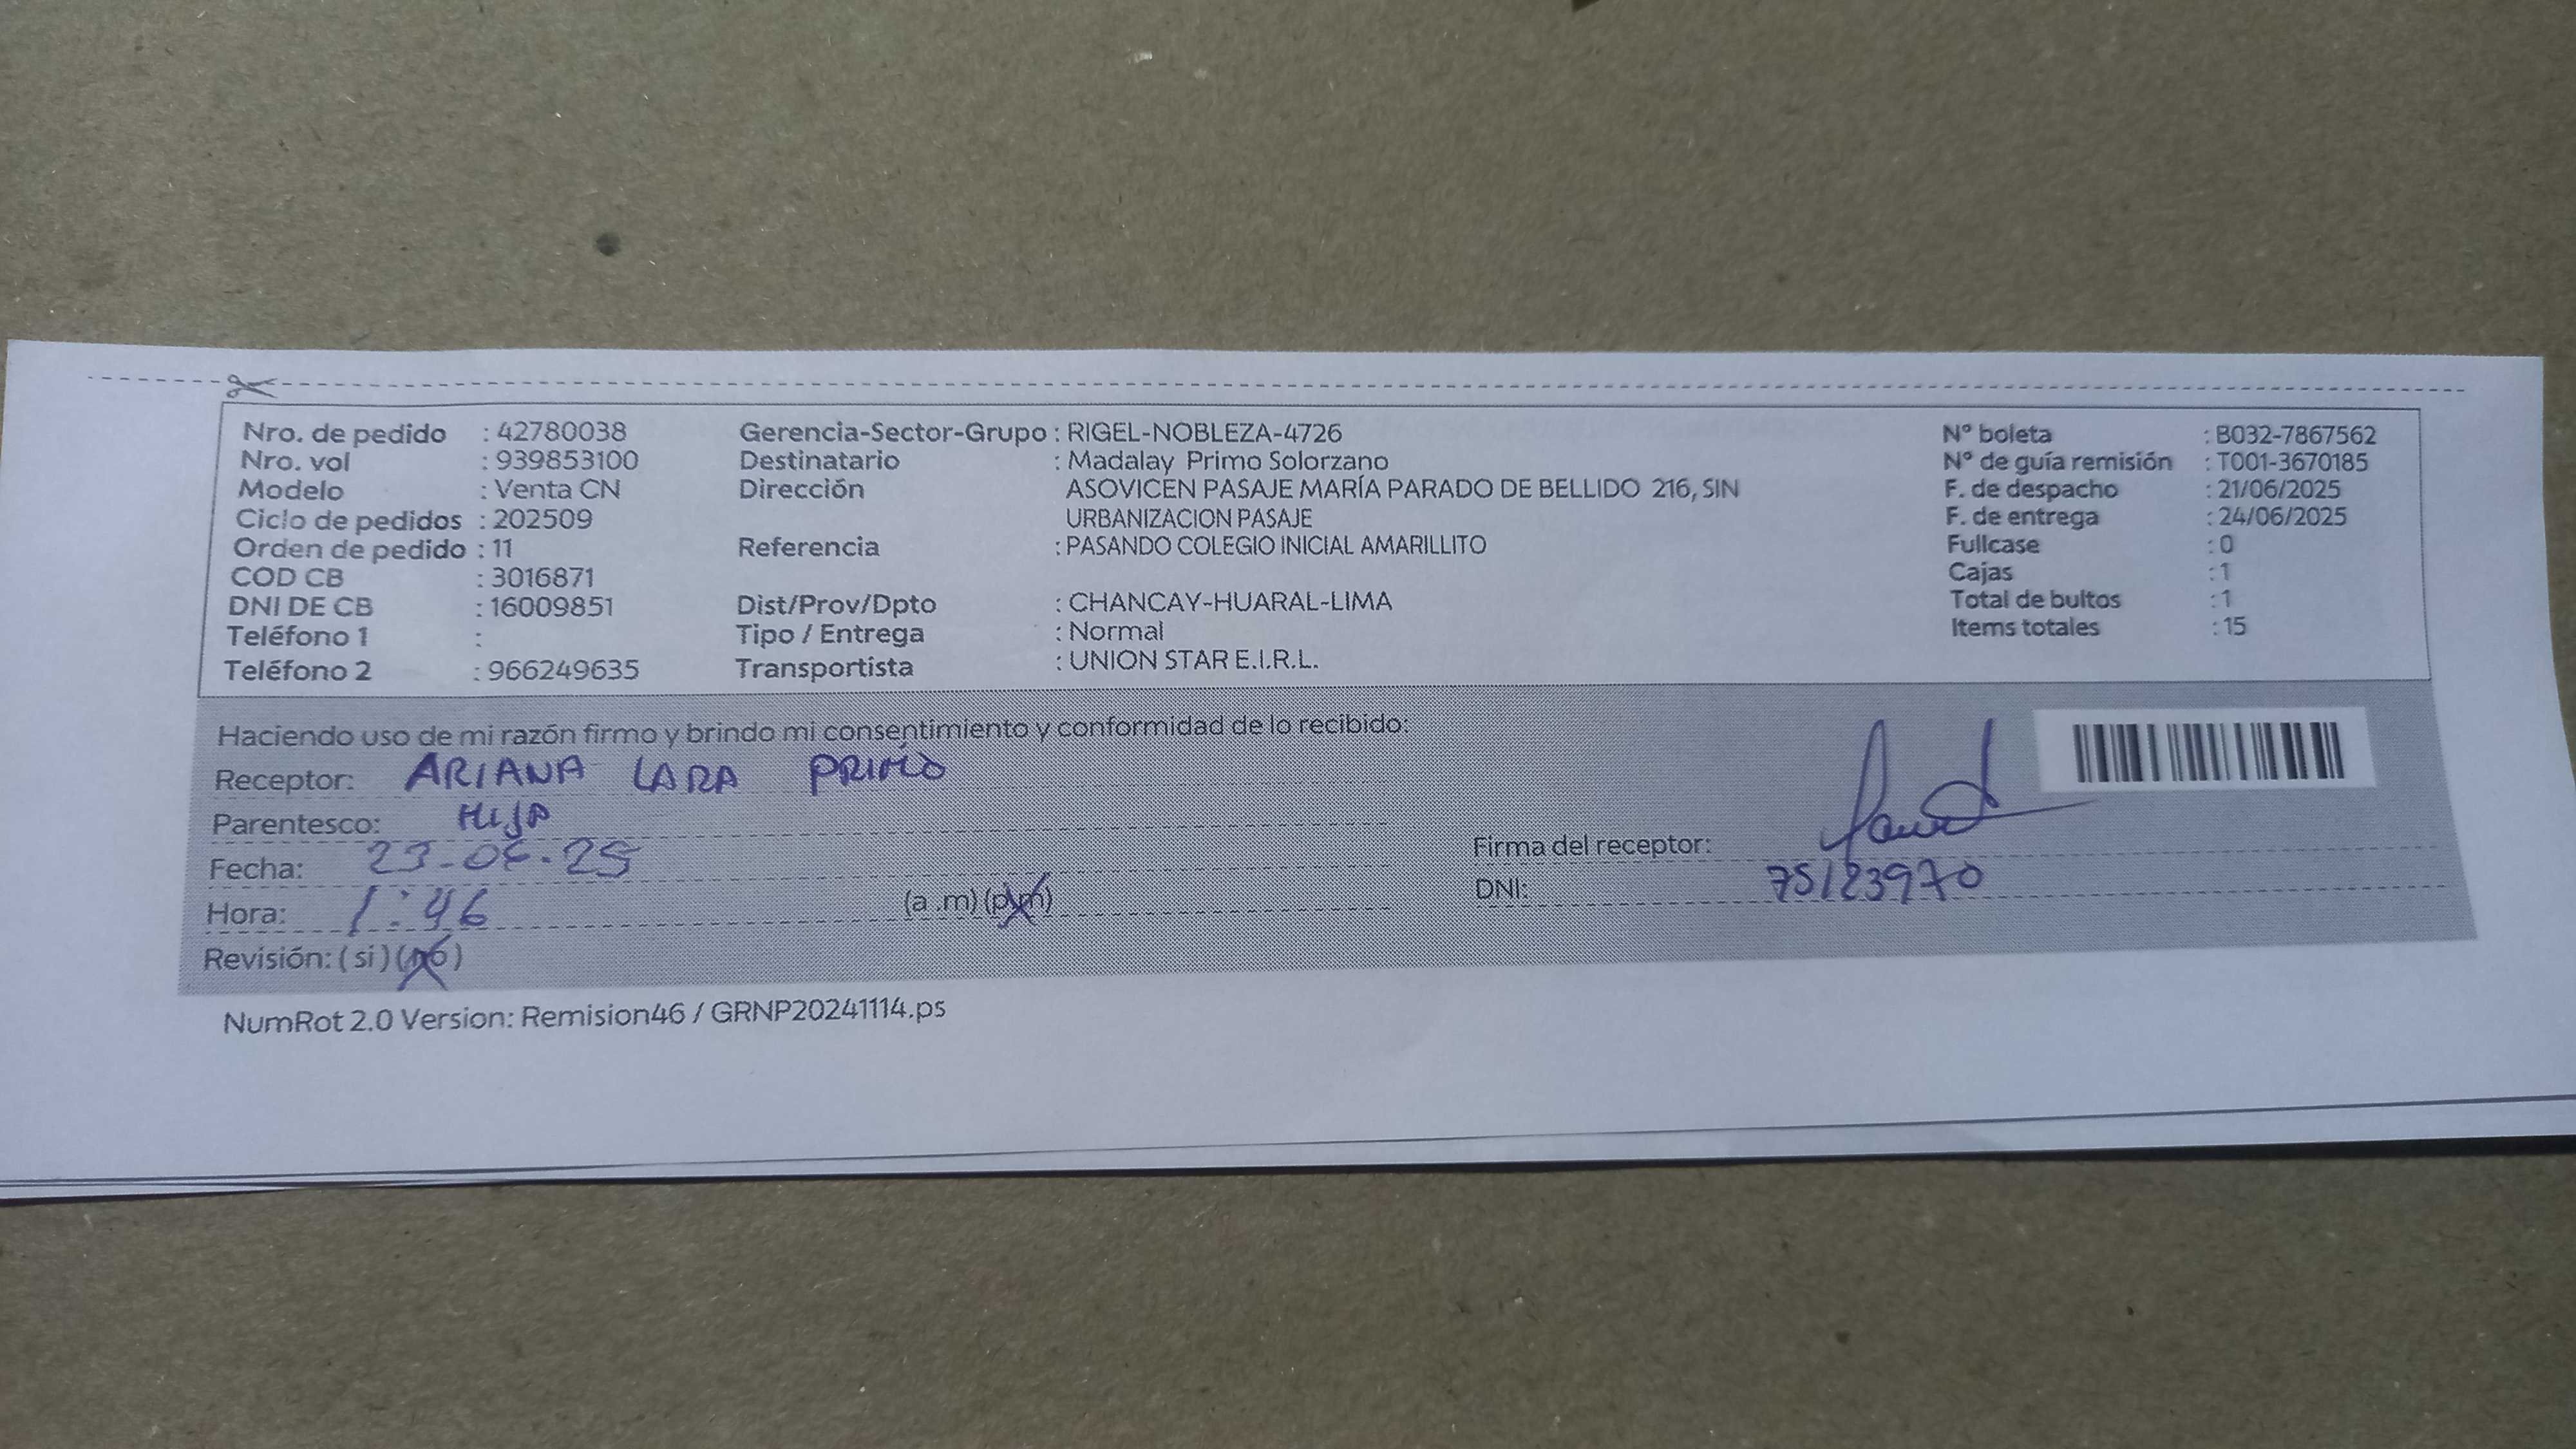 Nro. de pedido : 42780038
Nro. vol : 939853100
Modelo : Venta CN
Ciclo de pedidos : 202509
Orden de pedido : 11
COD CB : 3016871
DNI DE CB : 16009851
Teléfono 1 :
Teléfono 2 : 966249635
Gerencia-Sector-Grupo : RIGEL-NOBLEZA-4726
Destinatario : Madalay Primo Solorzano
Dirección ASOVICEN PASAJE MARÍA PARADO DE BELLIDO 216, SIN
URBANIZACION PASAJE
Referencia : PASANDO COLEGIO INICIAL AMARILLITO
Dist/Prov/Dpto : CHANCAY-HUARAL-LIMA
Tipo / Entrega : Normal
Transportista : UNION STAR E.I.R.L.
N° boleta : B032-7867562
N° de guía remisión : T001-3670185
F. de despacho : 21/06/2025
F. de entrega : 24/06/2025
Fullcase : 0
Cajas : 1
Total de bultos : 1
Items totales : 15
Haciendo uso de mi razón firmo y brindo mi consentimiento y conformidad de lo recibido:
Receptor: ARIANA LARA PRIMO
Parentesco: HIJA
Fecha: 23-06-25
Hora: 1:46 (a .m) (p.m)
Revisión: ( si ) (no)
Firma del receptor:
DNI: 75123970
NumRot 2.0 Version: Remision46 / GRNP20241114.ps